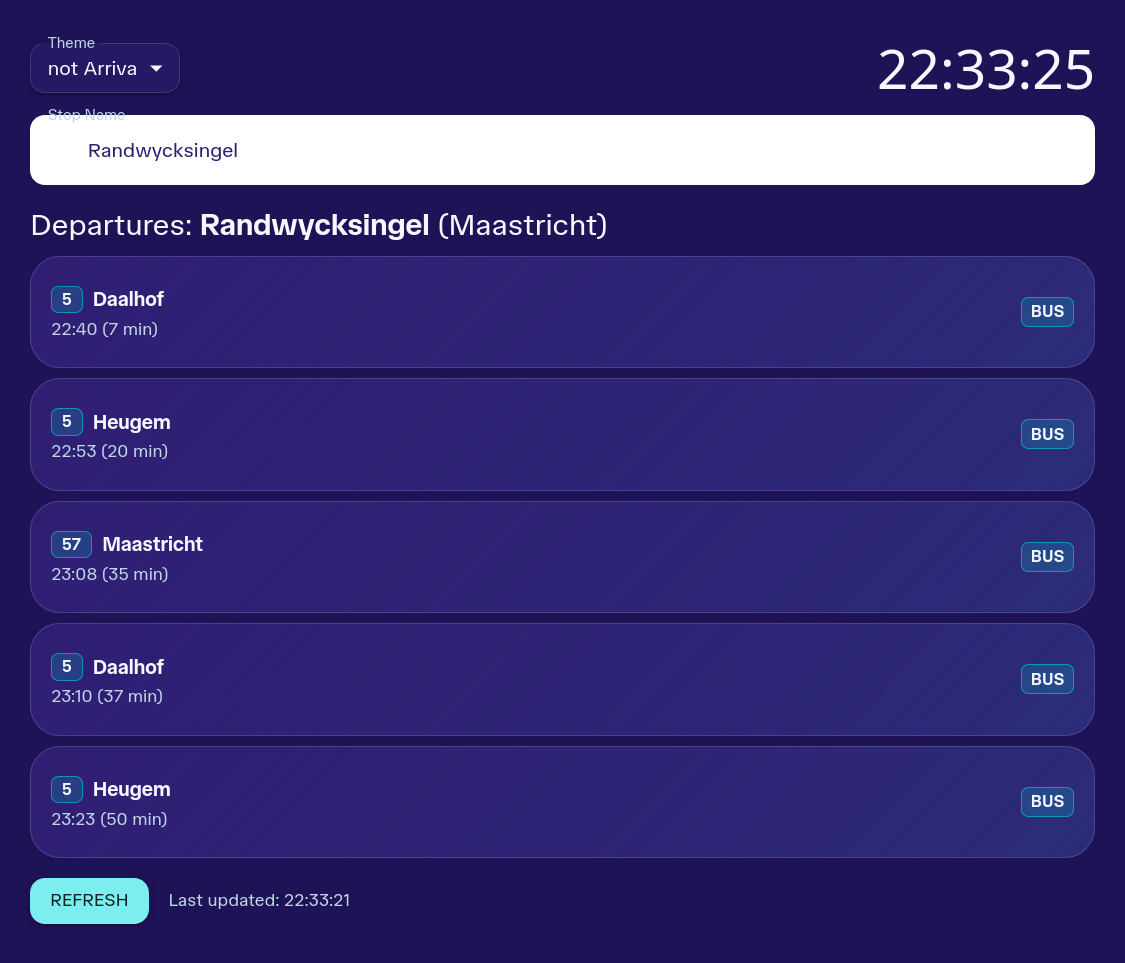 Theme
not Arriva
22:33:25
Stop Name
Randwycksingel
Departures: Randwycksingel (Maastricht)
5 Daalhof
22:40 (7 min)
BUS
5 Heugem
22:53 (20 min)
BUS
57 Maastricht
23:08 (35 min)
BUS
5 Daalhof
23:10 (37 min)
BUS
5 Heugem
23:23 (50 min)
BUS
REFRESH
Last updated: 22:33:21